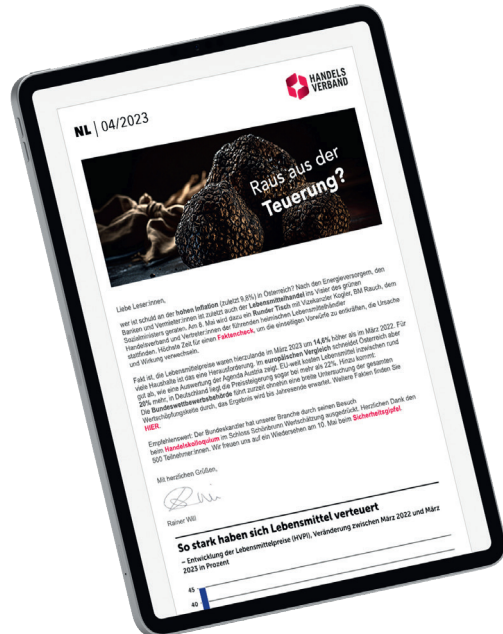 HANDELS
VERBAND
NL | 04/2023
Raus aus der
Teuerung?
Liebe Leser:innen,
wer ist schuld an der hohen Inflation (zuletzt 9,8%) in Österreich? Nach den Energieversorgern, den
Banken und Vermieter:innen ist zuletzt auch der Lebensmittelhandel ins Visier des grünen
Sozialministers geraten. Am 8. Mai wird dazu ein Runder Tisch mit Vizekanzler Kogler, BM Rauch, dem
Handelsverband und Vertreter:innen der führenden heimischen Lebensmittelhändler
stattfinden. Höchste Zeit für einen Faktencheck, um die einseitigen Vorwürfe zu entkräften, die Ursache
und Wirkung verwechseln.
Fakt ist, die Lebensmittelpreise waren hierzulande im März 2023 um 14,6% höher als im März 2022. Für
viele Haushalte ist das eine Herausforderung. Im europäischen Vergleich schneidet Österreich aber
gut ab, wie eine Auswertung der Agenda Austria zeigt. EU-weit kosten Lebensmittel inzwischen rund
20% mehr, in Deutschland liegt die Preissteigerung sogar bei mehr als 22%. Hinzu kommt:
Die Bundeswettbewerbsbehörde führt zurzeit ohnehin eine breite Untersuchung der gesamten
Wertschöpfungskette durch, das Ergebnis wird bis Jahresende erwartet. Weitere Fakten finden Sie
HIER.
Empfehlenswert: Der Bundeskanzler hat unserer Branche durch seinen Besuch
beim Handelskolloquium im Schloss Schönbrunn Wertschätzung ausgedrückt. Herzlichen Dank den
500 Teilnehmer:innen. Wir freuen uns auf ein Wiedersehen am 10. Mai beim Sicherheitsgipfel.
Mit herzlichen Grüßen,
Rainer Will
So stark haben sich Lebensmittel verteuert
– Entwicklung der Lebensmittelpreise (HVPI), Veränderung zwischen März 2022 und März
2023 in Prozent
45
40